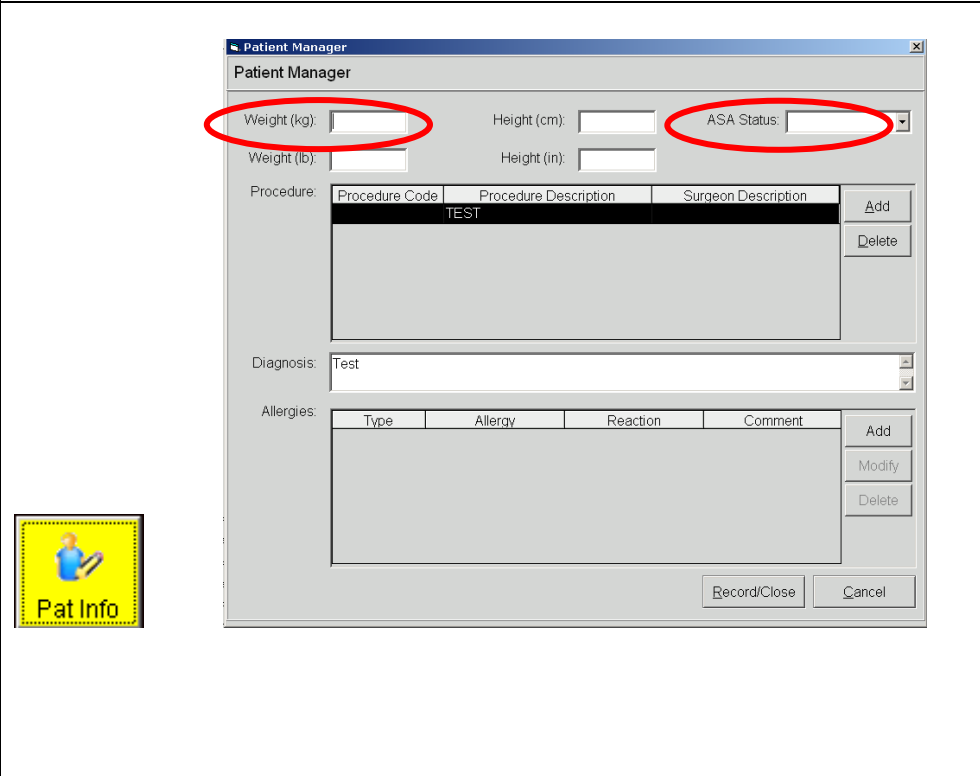 Patient Manager
Patient Manager
Weight (kg): Height (cm): ASA Status:
Weight (lb): Height (in):
Procedure:
Procedure Code Procedure Description Surgeon Description
TEST
Add
Delete
Diagnosis: Test
Allergies:
Type Allergy Reaction Comment
Add
Modify
Delete
Record/Close Cancel
Pat Info